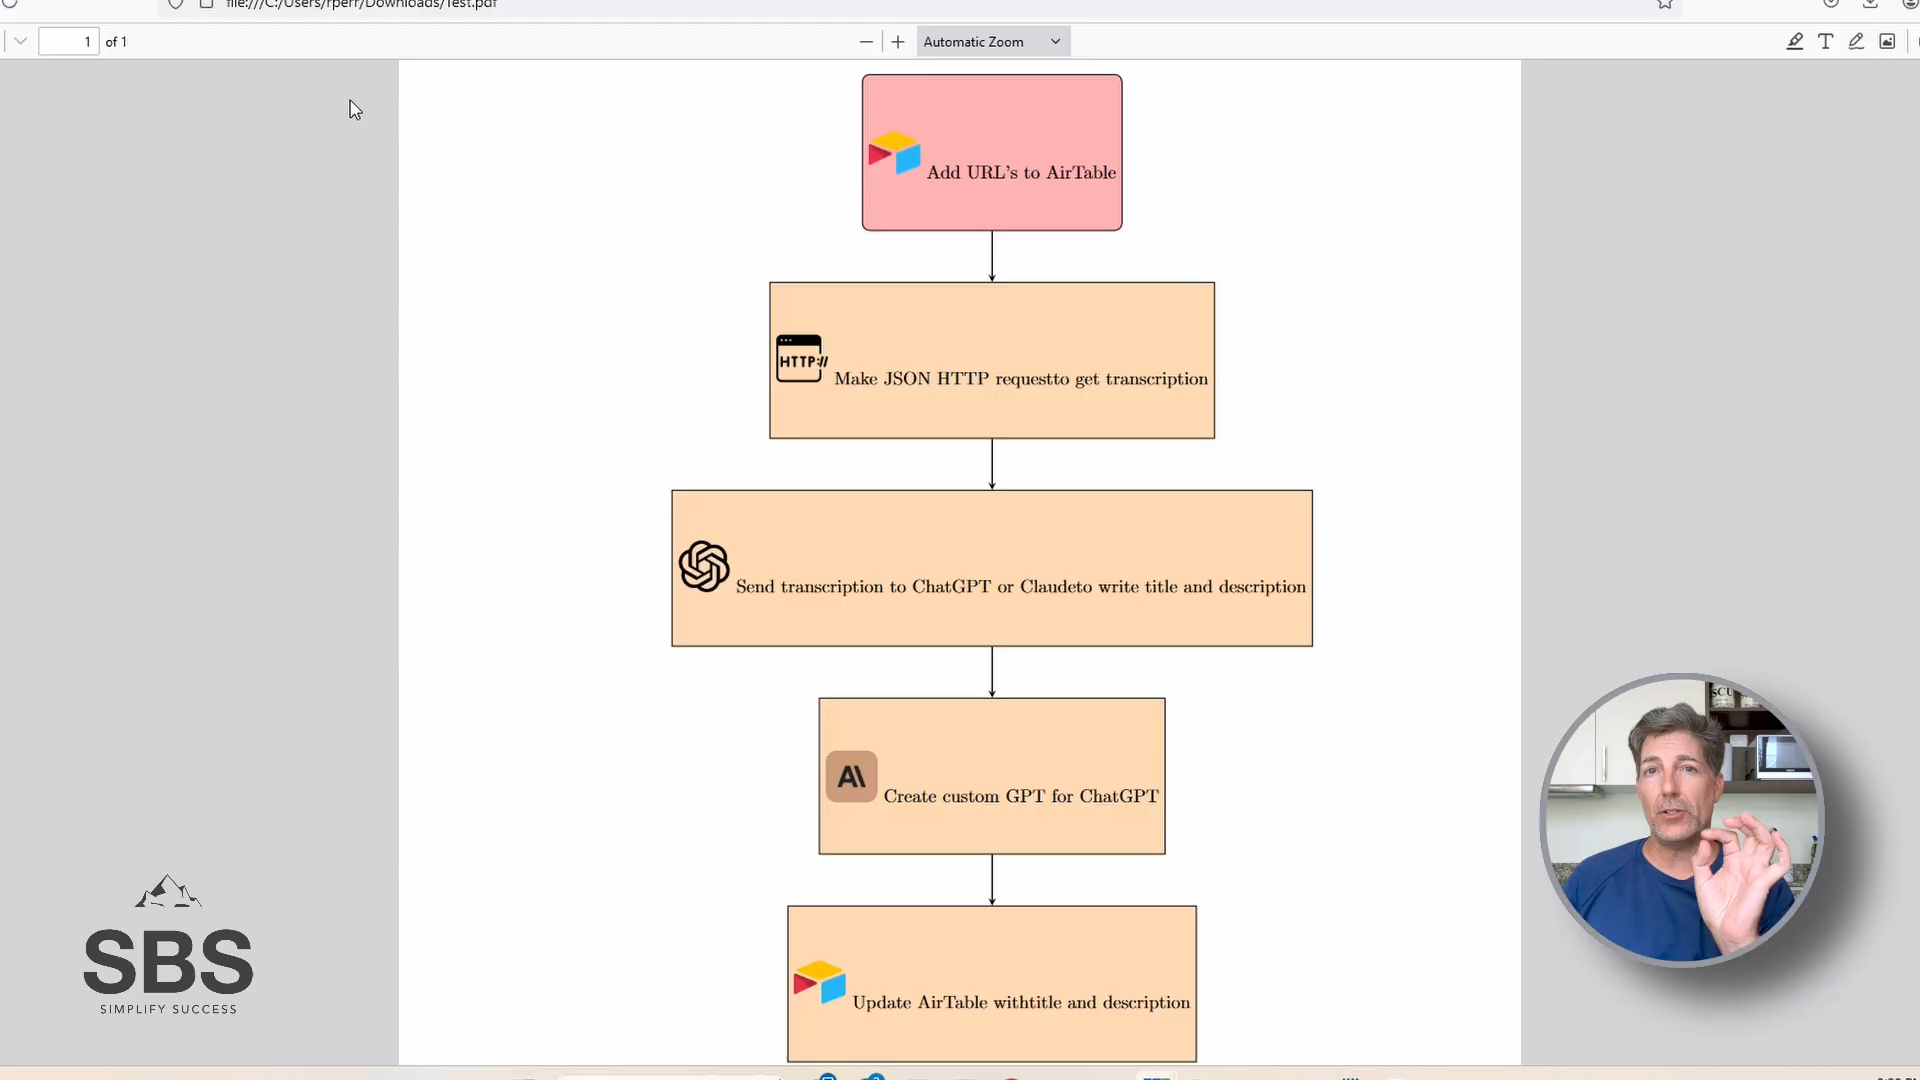 file:///C:/Users/rperr/Downloads/Test.pdf
1 of 1
Automatic Zoom
Add URL's to AirTable
HTTP://
Make JSON HTTP requestto get transcription
Send transcription to ChatGPT or Claudeto write title and description
A\
Create custom GPT for ChatGPT
Update AirTable withtitle and description
SBS
SIMPLIFY SUCCESS